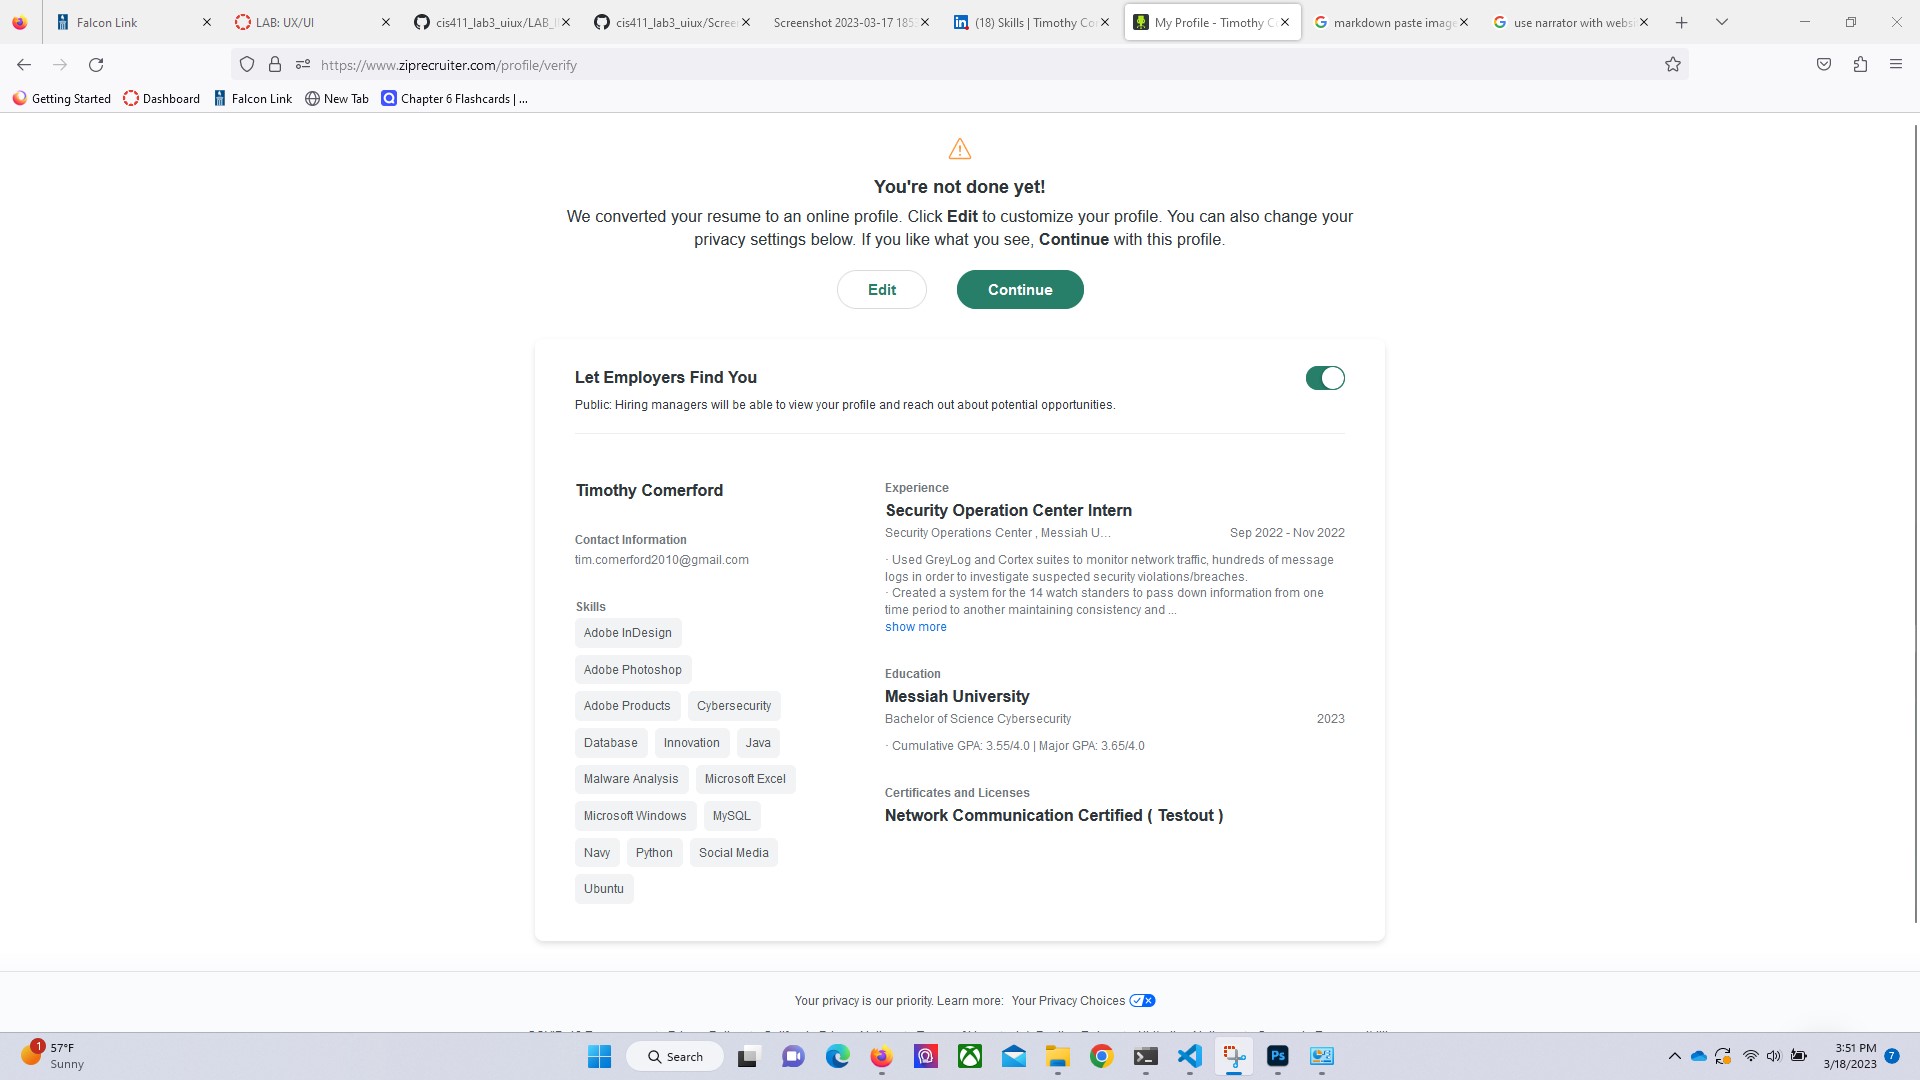 Falcon Link
LAB: UX/UI
cis411_lab3_uiux/LAB_
cis411_lab3_uiux/Scree
Screenshot 2023-03-17 185
(18) Skills | Timothy Co
My Profile - Timothy C
markdown paste image
use narrator with webs
https://www.ziprecruiter.com/profile/verify
Getting Started
Dashboard
Falcon Link
New Tab
Chapter 6 Flashcards | ...
You're not done yet!
We converted your resume to an online profile. Click Edit to customize your profile. You can also change your
privacy settings below. If you like what you see, Continue with this profile.
Edit
Continue
Let Employers Find You
Public: Hiring managers will be able to view your profile and reach out about potential opportunities.
Timothy Comerford
Contact Information
tim.comerford2010@gmail.com
Skills
Adobe InDesign
Adobe Photoshop
Adobe Products
Cybersecurity
Database
Innovation
Java
Malware Analysis
Microsoft Excel
Microsoft Windows
MySQL
Navy
Python
Social Media
Ubuntu
Experience
Security Operation Center Intern
Security Operations Center , Messiah U...
Sep 2022 - Nov 2022
· Used GreyLog and Cortex suites to monitor network traffic, hundreds of message
logs in order to investigate suspected security violations/breaches.
· Created a system for the 14 watch standers to pass down information from one
time period to another maintaining consistency and ...
show more
Education
Messiah University
Bachelor of Science Cybersecurity
2023
· Cumulative GPA: 3.55/4.0 | Major GPA: 3.65/4.0
Certificates and Licenses
Network Communication Certified ( Testout )
Your privacy is our priority. Learn more:
Your Privacy Choices
1
57°F
Sunny
Search
Ps
3:51 PM
3/18/2023
7